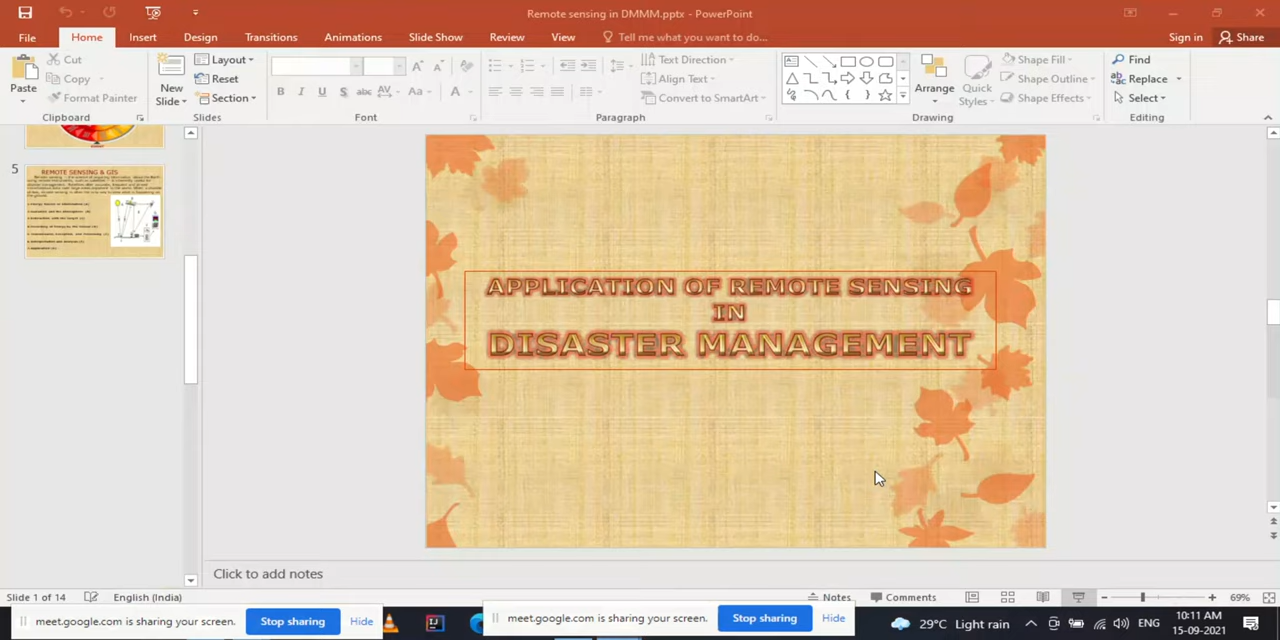 Remote sensing in DMMM.pptx - PowerPoint
File Home Insert Design Transitions Animations Slide Show Review View Tell me what you want to do... Sign in Share
Paste
Cut
Copy
Format Painter
Clipboard
New
Slide
Layout
Reset
Section
Slides
B I U S abc AV Aa A
Font
Text Direction
Align Text
Convert to SmartArt
Paragraph
Arrange
Quick
Styles
Shape Fill
Shape Outline
Shape Effects
Drawing
Find
Replace
Select
Editing
5
REMOTE SENSING & GIS
APPLICATION OF REMOTE SENSING
IN
DISASTER MANAGEMENT
Click to add notes
Slide 1 of 14 English (India) Notes Comments 69%
meet.google.com is sharing your screen. Stop sharing Hide
meet.google.com is sharing your screen. Stop sharing Hide
29°C Light rain ENG
10:11 AM
15-09-2021